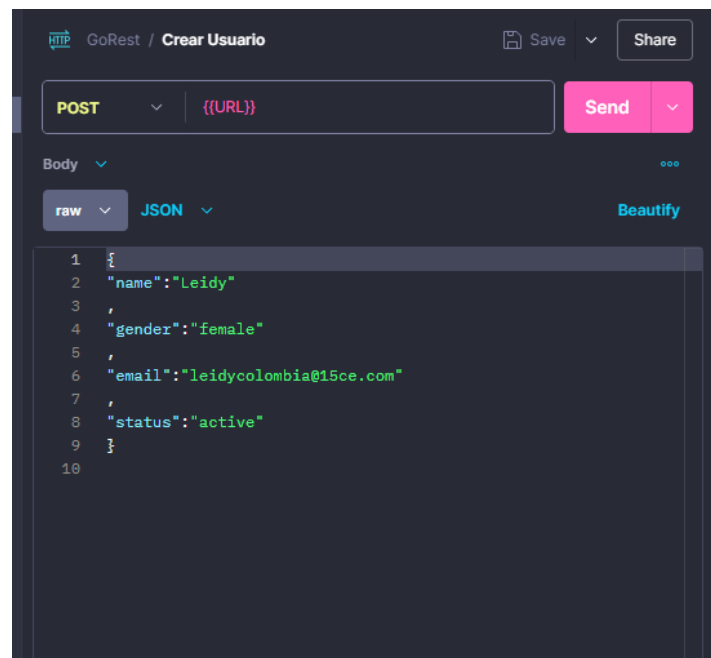 HTTP GoRest / Crear Usuario Save Share
POST {{URL}} Send
Body
raw JSON Beautify
1 {
2 "name":"Leidy"
3 ,
4 "gender":"female"
5 ,
6 "email":"leidycolombia@15ce.com"
7 ,
8 "status":"active"
9 }
10